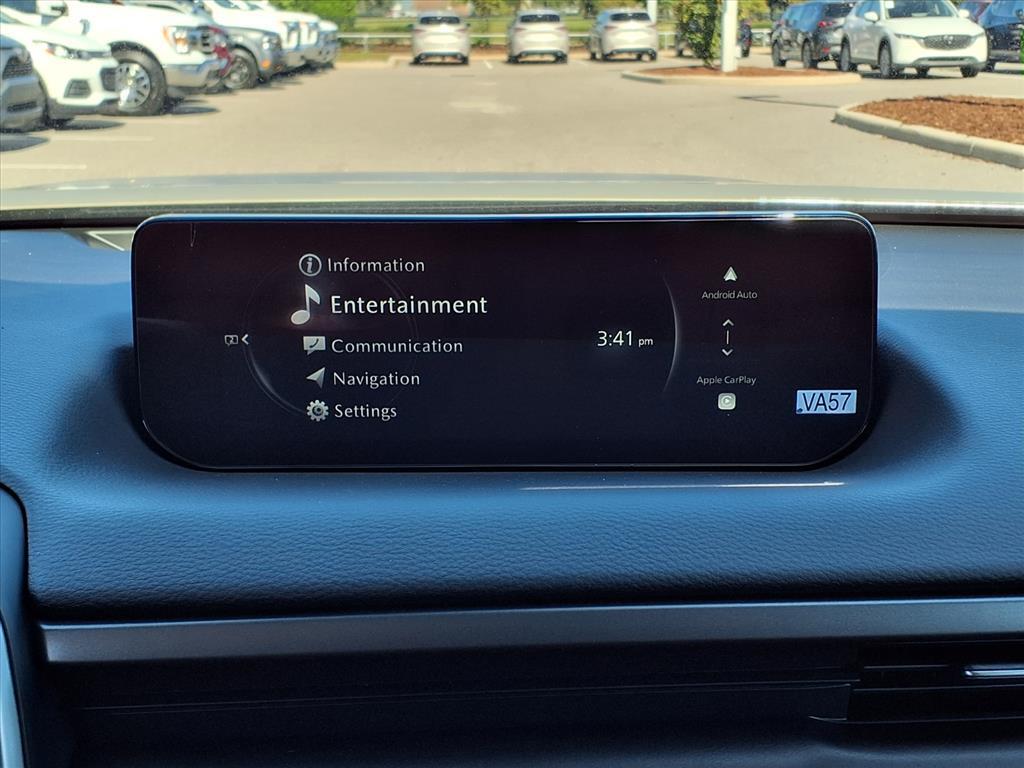 Information
Entertainment
Communication
Navigation
Settings
3:41 pm
Android Auto
Apple CarPlay
VA57